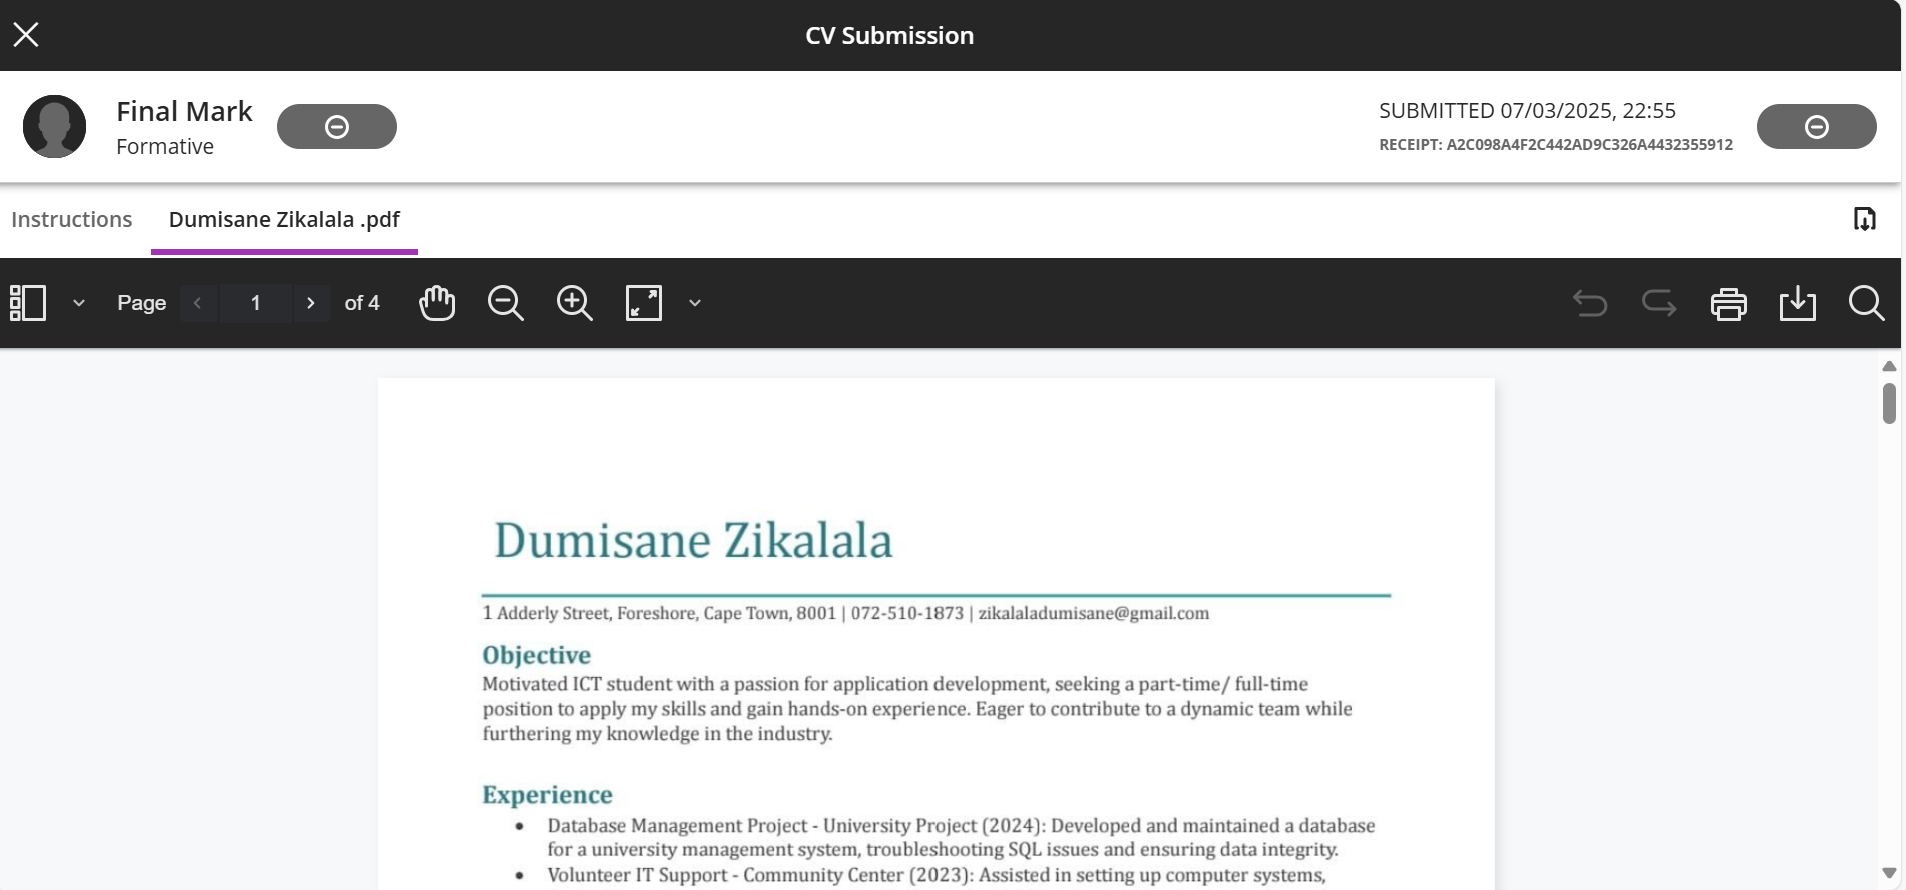 CV Submission
Final Mark
Formative
SUBMITTED 07/03/2025, 22:55
RECEIPT: A2C098A4F2C442AD9C326A4432355912
Instructions
Dumisane Zikalala .pdf
Page 1 of 4
Dumisane Zikalala
1 Adderly Street, Foreshore, Cape Town, 8001 | 072-510-1873 | zikalaladumisane@gmail.com
Objective
Motivated ICT student with a passion for application development, seeking a part-time/ full-time
position to apply my skills and gain hands-on experience. Eager to contribute to a dynamic team while
furthering my knowledge in the industry.
Experience
• Database Management Project - University Project (2024): Developed and maintained a database
for a university management system, troubleshooting SQL issues and ensuring data integrity.
• Volunteer IT Support - Community Center (2023): Assisted in setting up computer systems,